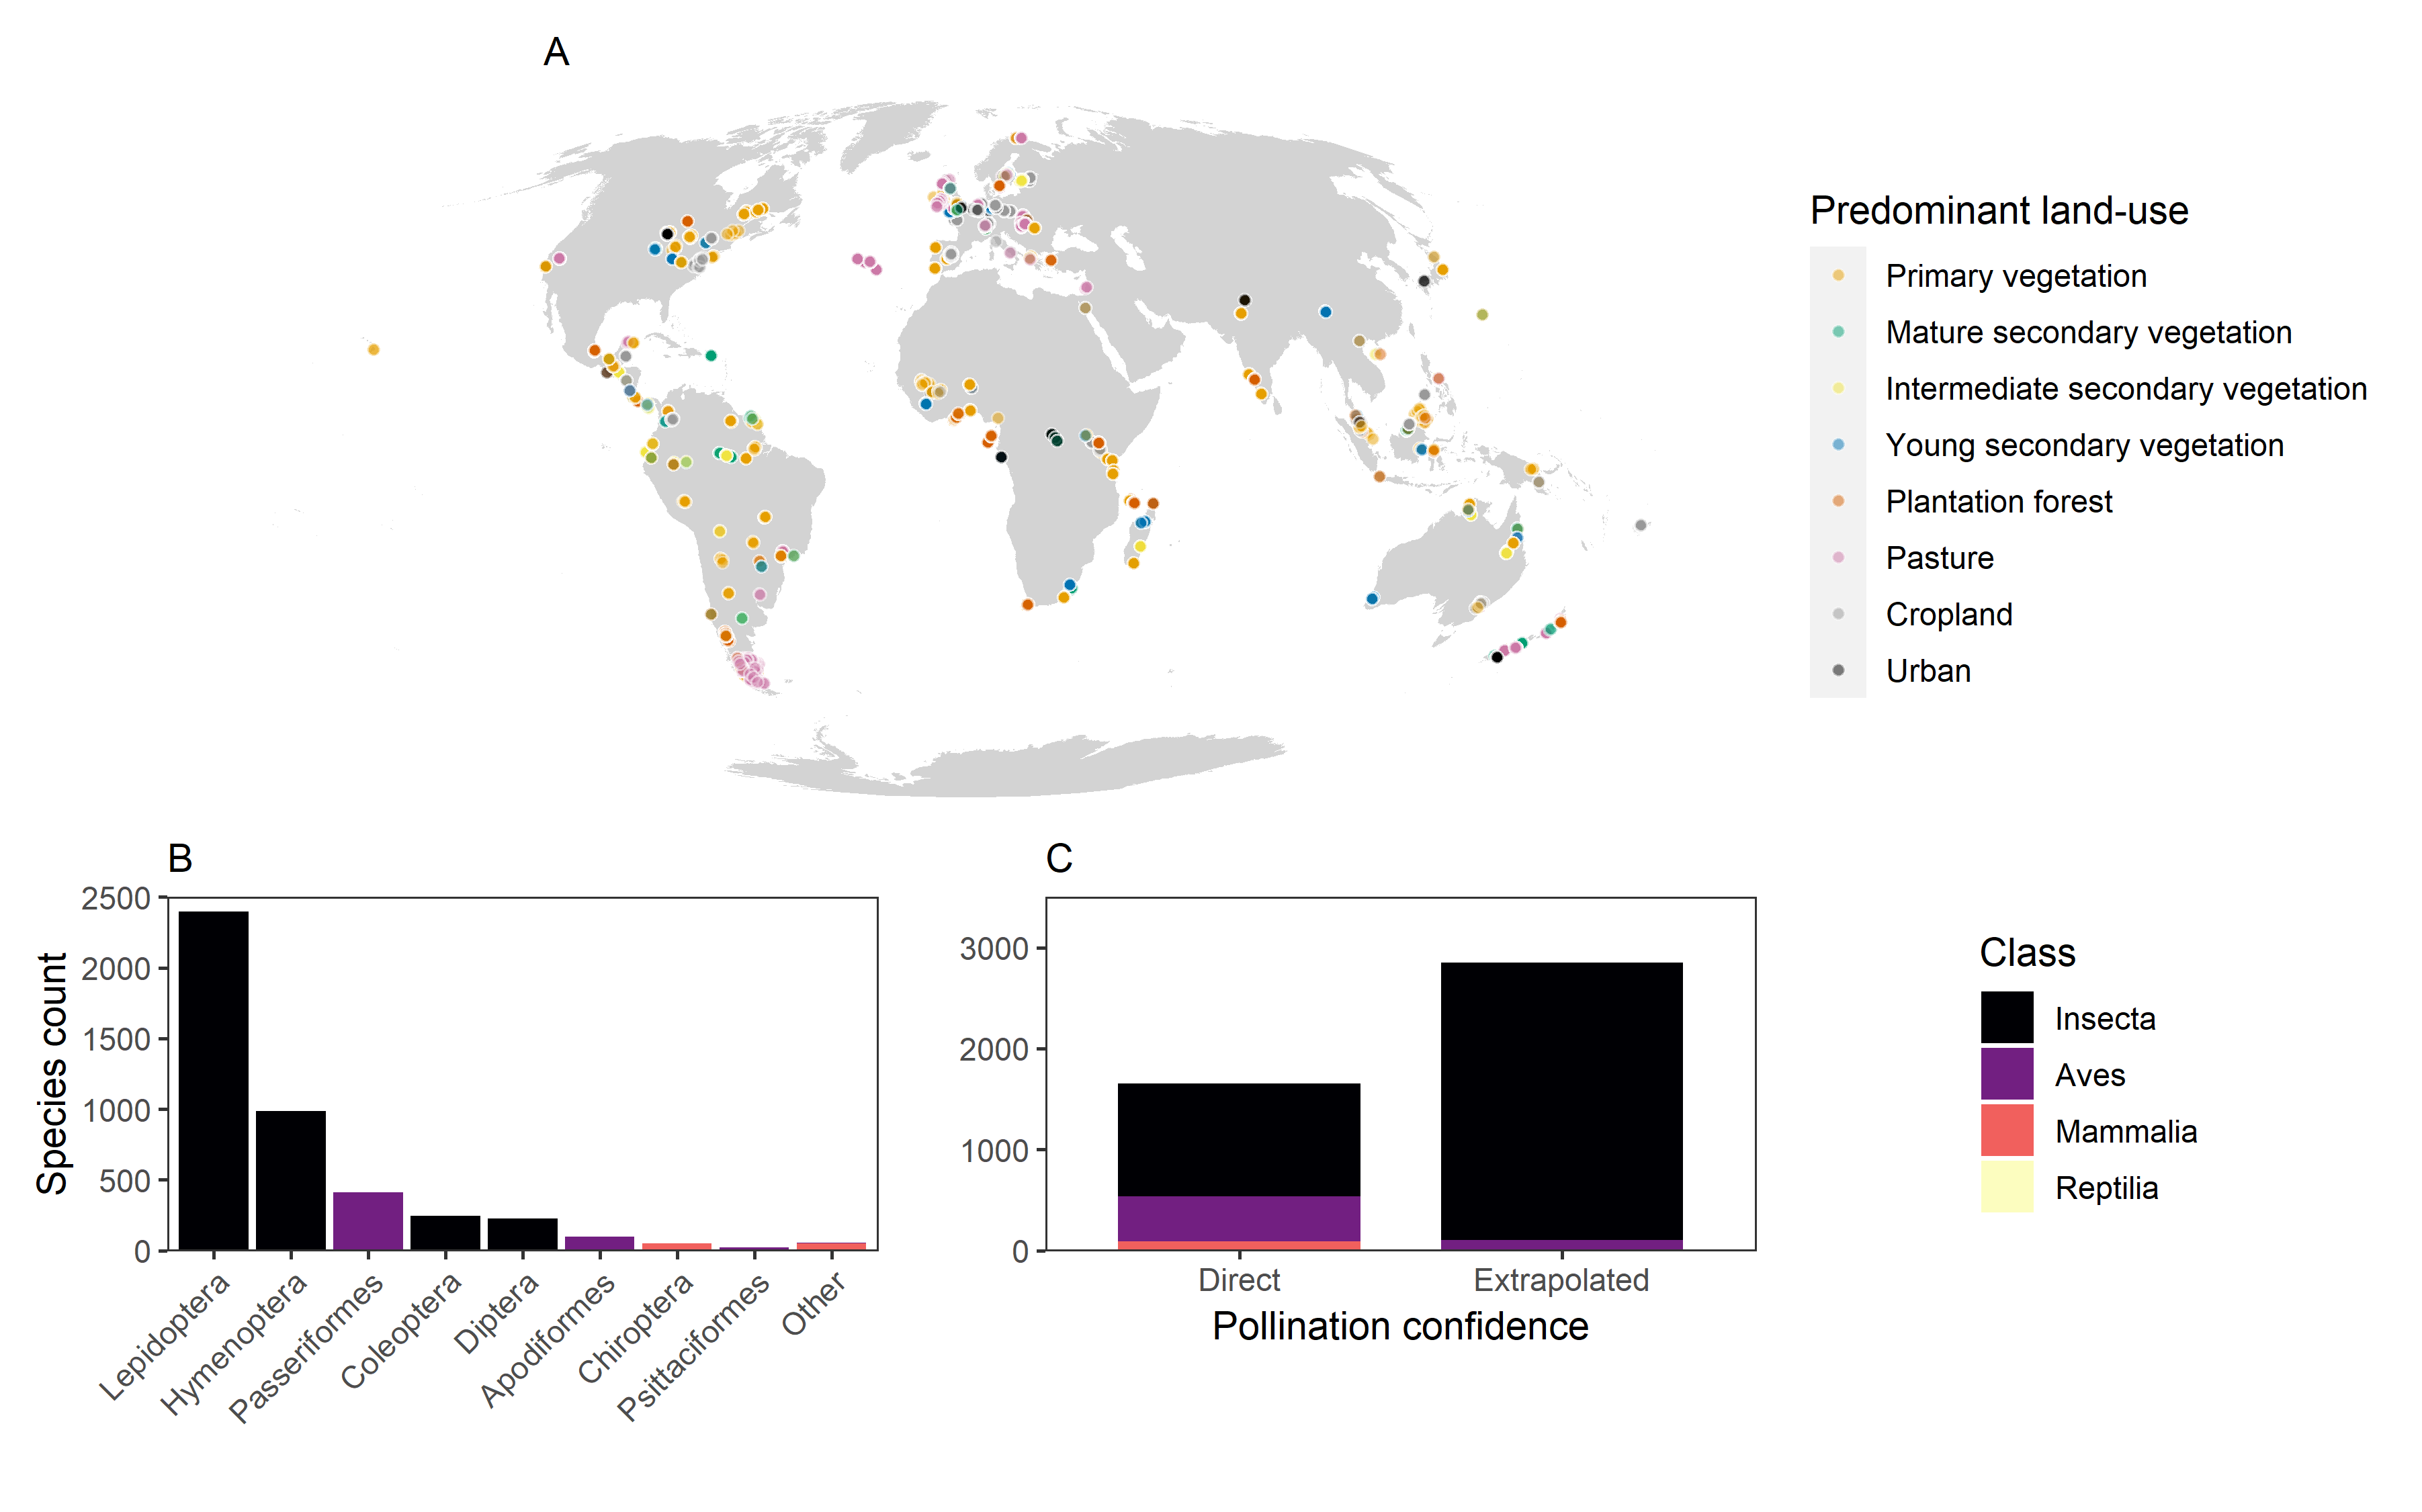 A
Predominant land-use
Primary vegetation
Mature secondary vegetation
Intermediate secondary vegetation
Young secondary vegetation
Plantation forest
Pasture
Cropland
Urban
B
Species count
2500
2000
1500
1000
500
0
Lepidoptera
Hymenoptera
Passeriformes
Coleoptera
Diptera
Apodiformes
Chiroptera
Psittaciformes
Other
C
3000
2000
1000
0
Direct
Extrapolated
Pollination confidence
Class
Insecta
Aves
Mammalia
Reptilia